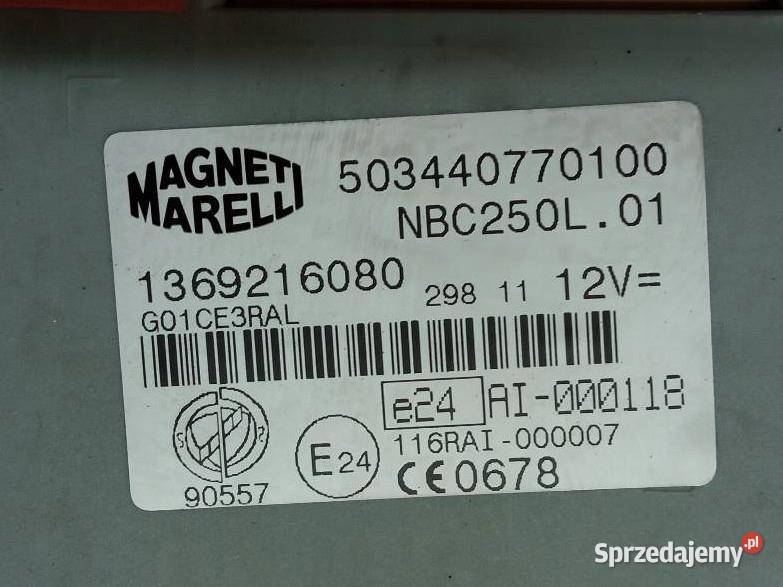 MAGNETI MARELLI
503440770100
NBC250L.01
1369216080 298 11 12V=
G01CE3RAL
e24 AI-000118
116RAI-000007
E24
CE0678
90557
Sprzedajemy.pl